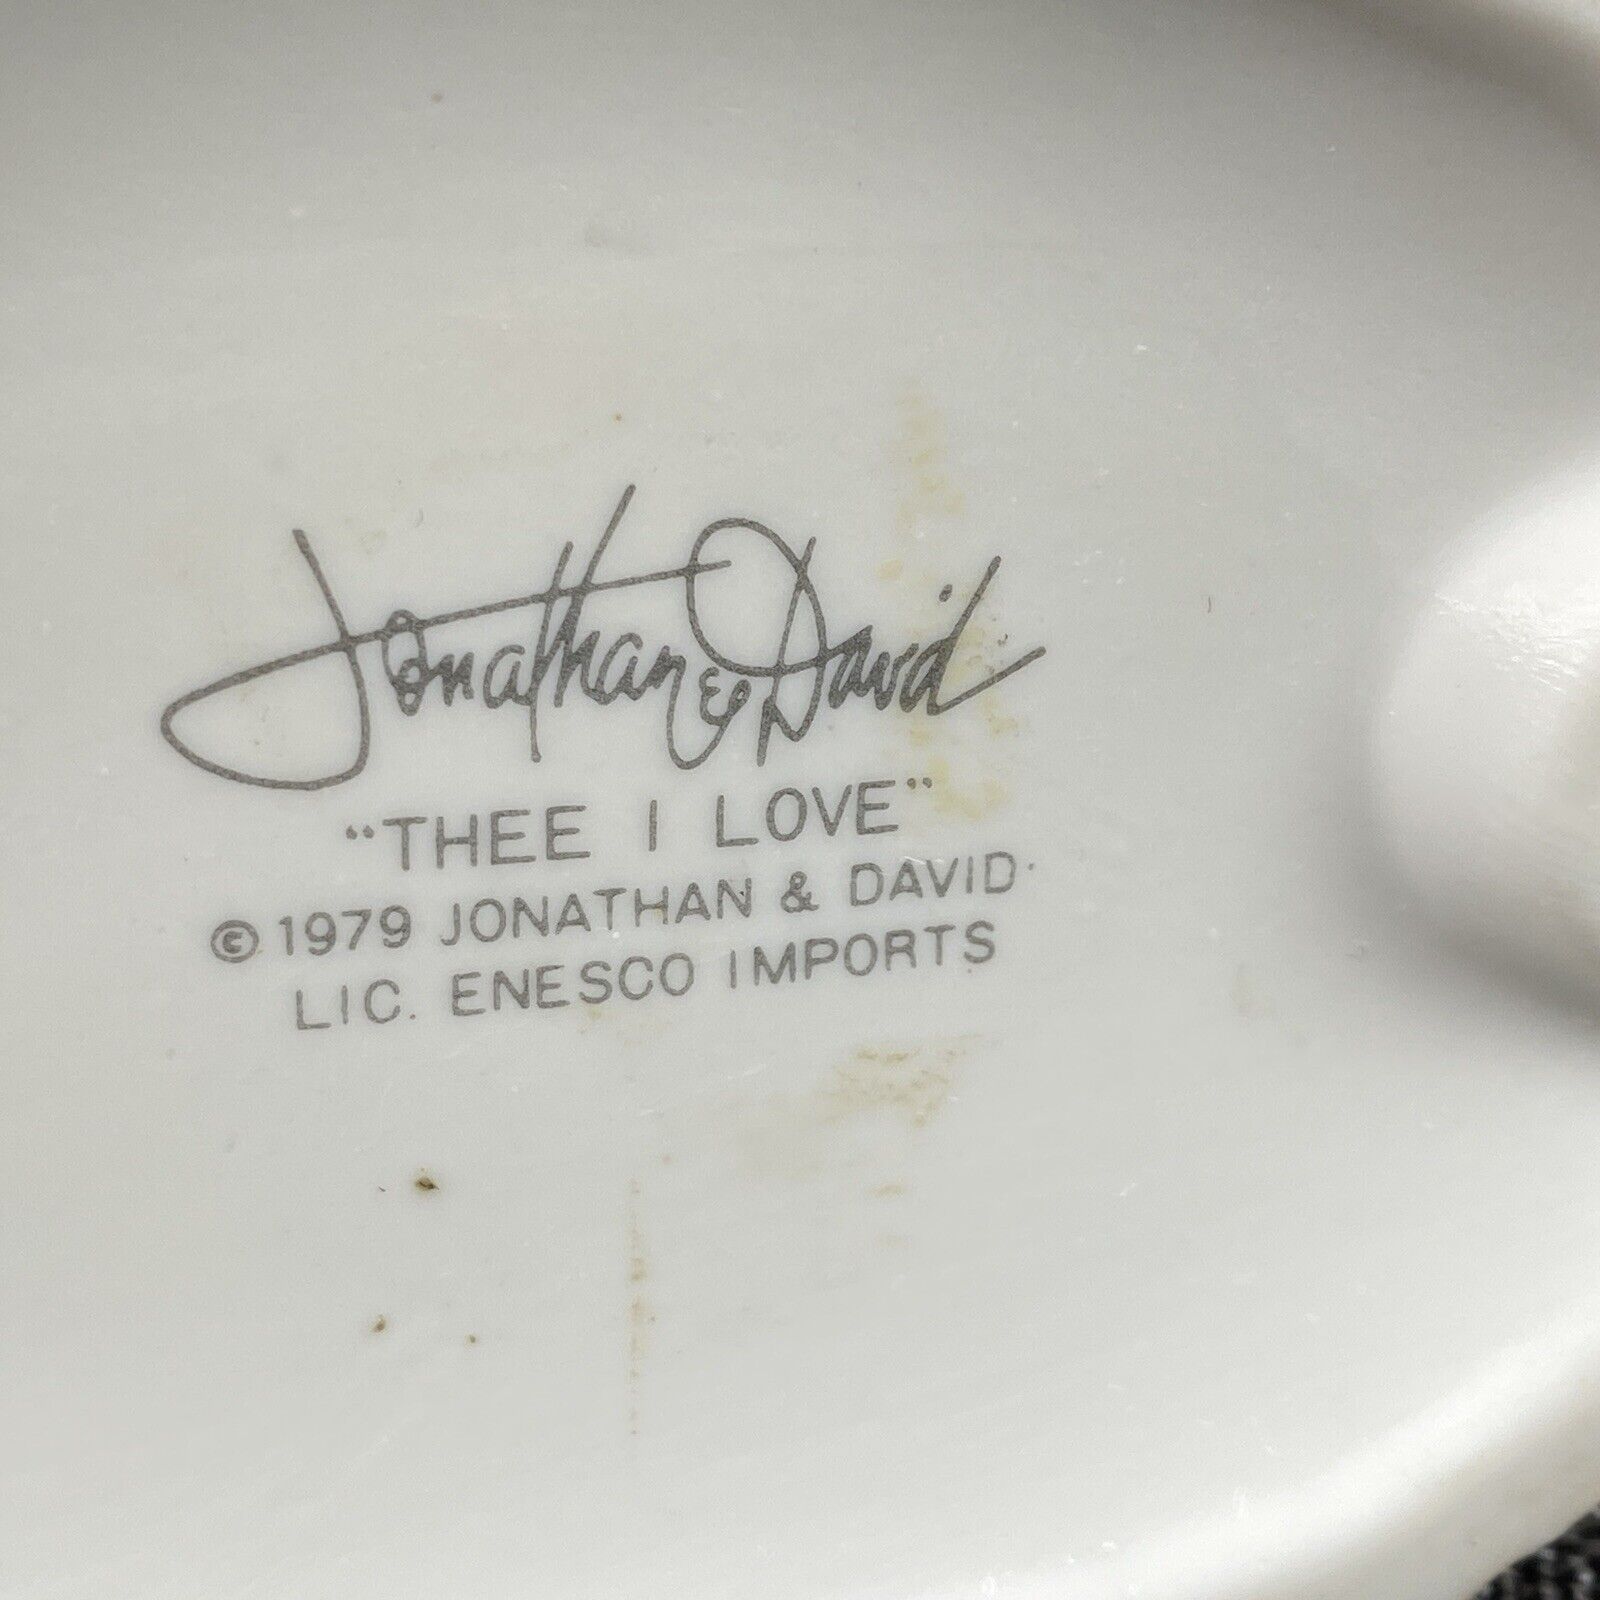 Jonathan & David
"THEE I LOVE"
© 1979 JONATHAN & DAVID
LIC. ENESCO IMPORTS